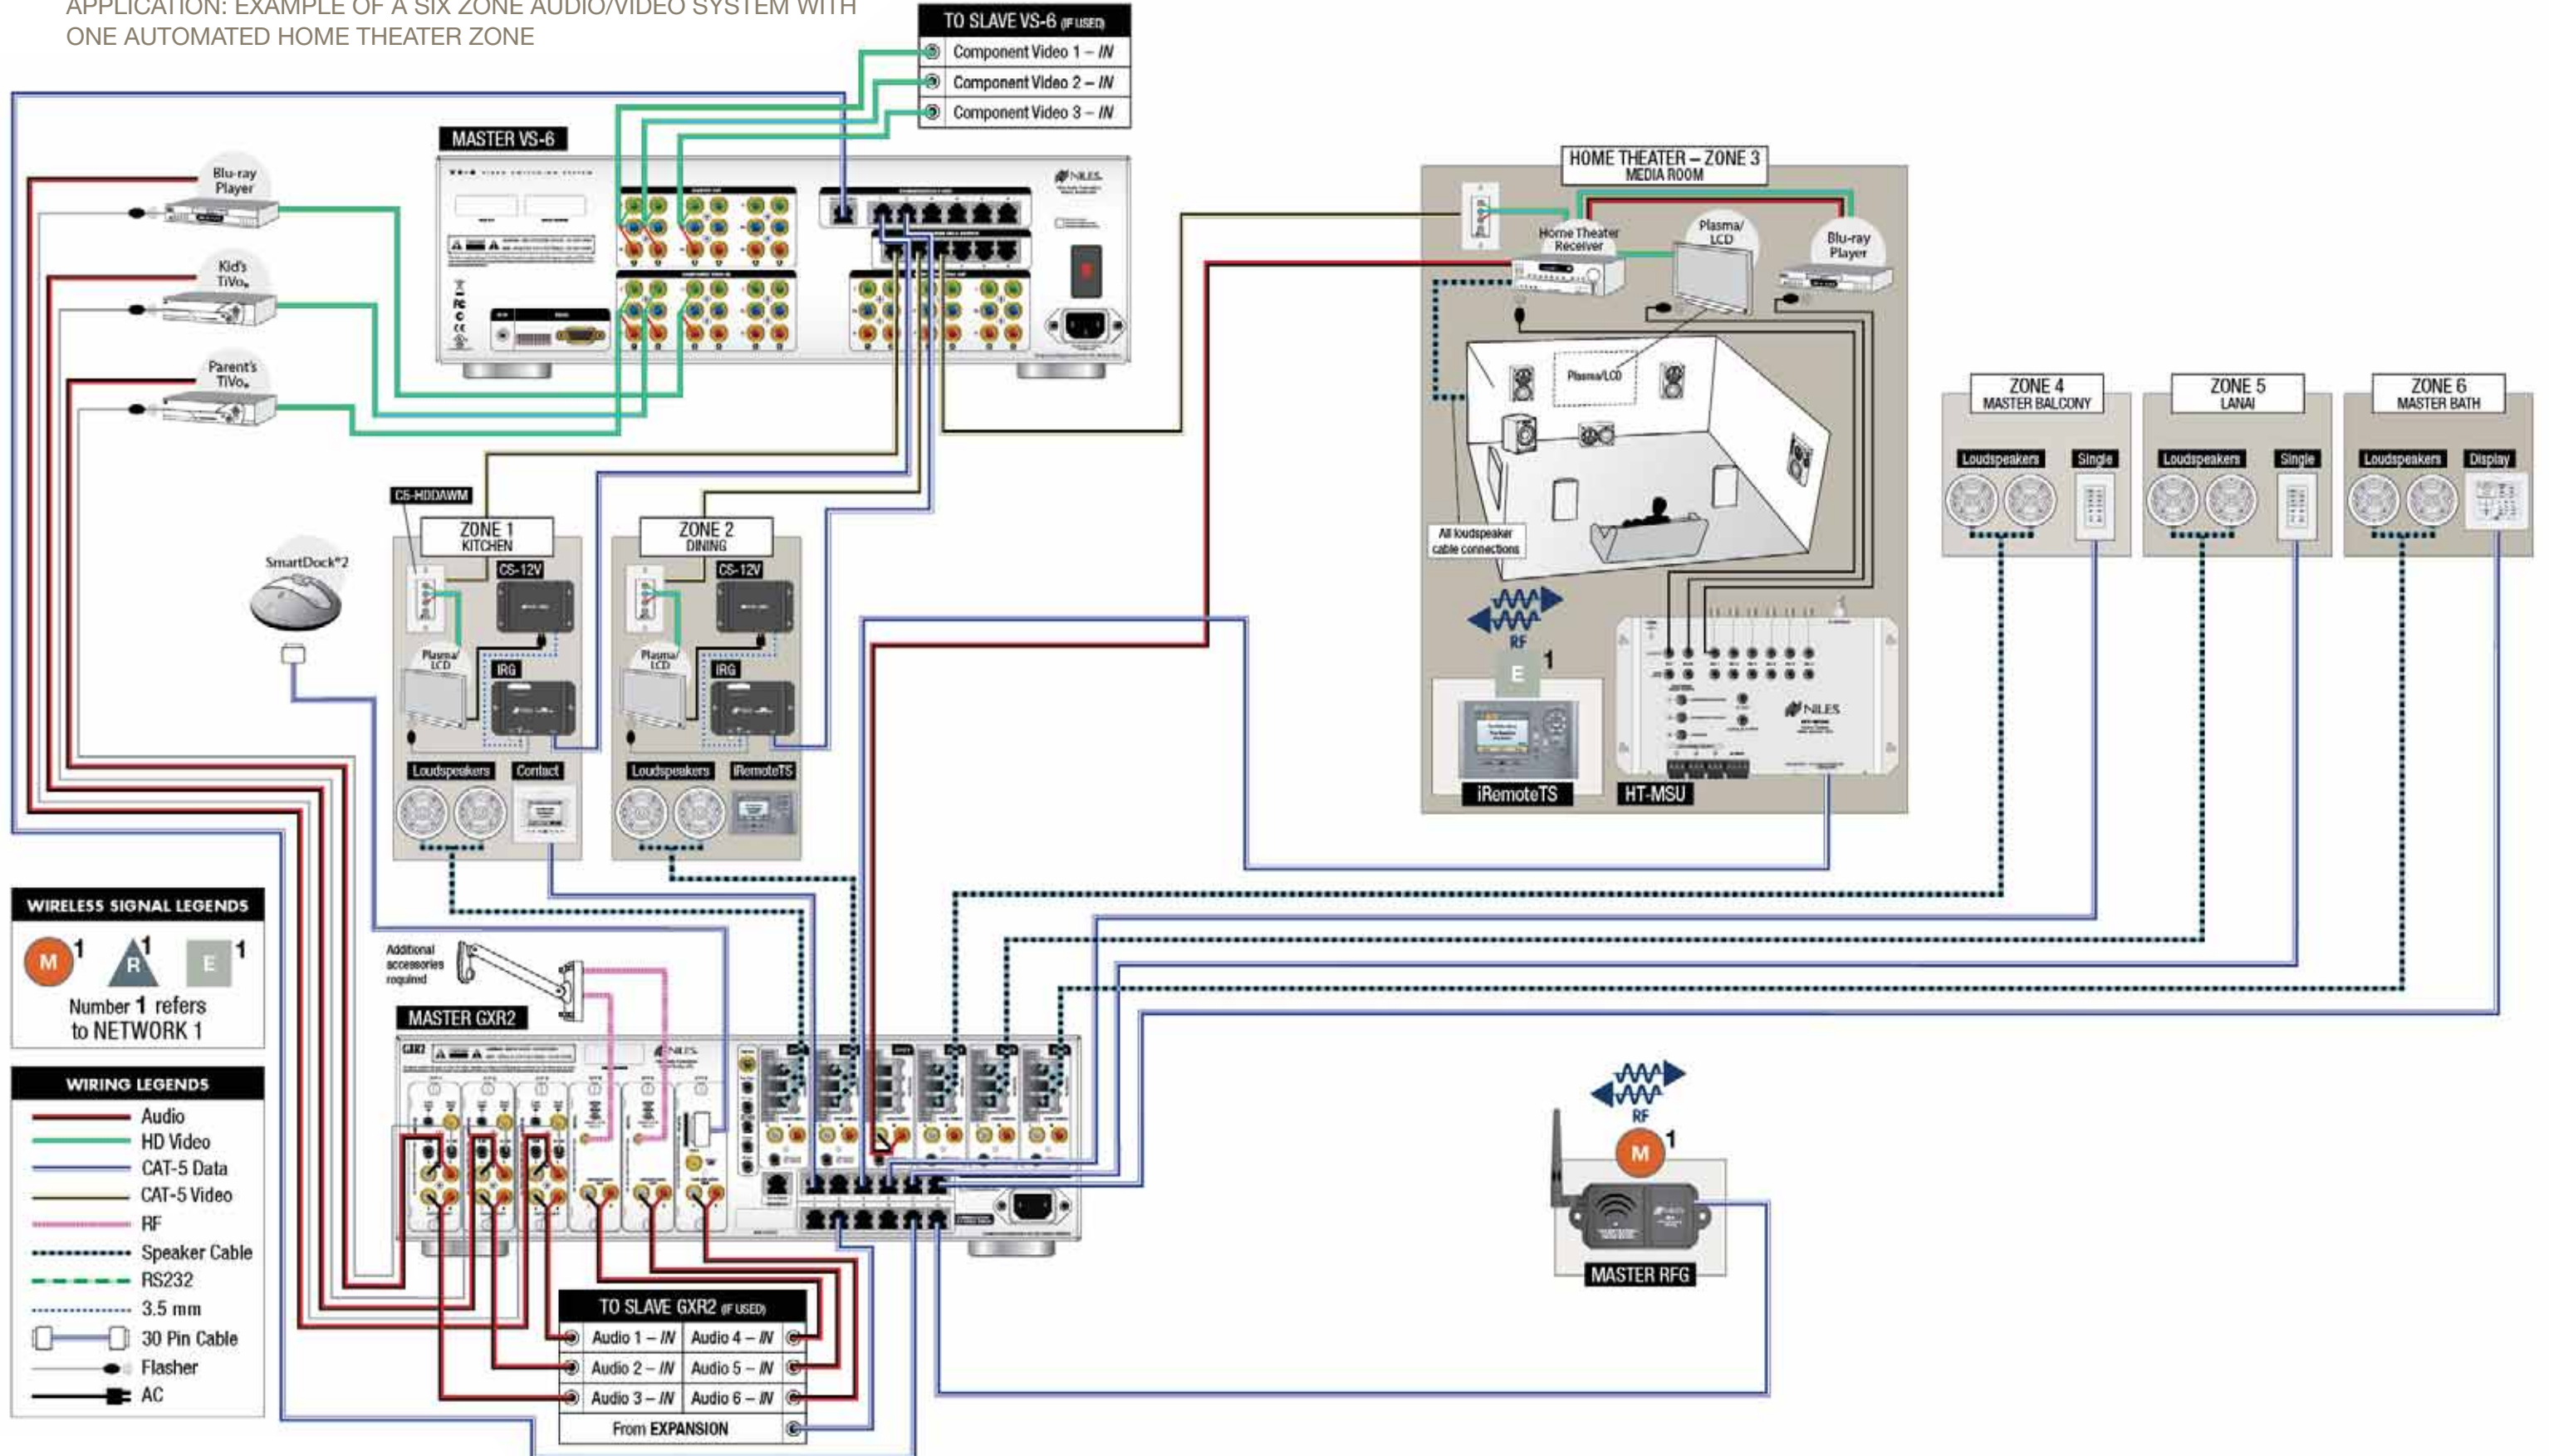 APPLICATION: EXAMPLE OF A SIX ZONE AUDIO/VIDEO SYSTEM WITH
ONE AUTOMATED HOME THEATER ZONE
TO SLAVE VS-6 (IF USED)
Component Video 1 – IN
Component Video 2 – IN
Component Video 3 – IN
MASTER VS-6
NILES
Blu-ray
Player
Kid's
TiVo®
Parent's
TiVo®
HOME THEATER – ZONE 3
MEDIA ROOM
Home Theater
Receiver
Plasma/
LCD
Blu-ray
Player
Plasma/LCD
All loudspeaker
cable connections
RF
E 1
iRemoteTS
NILES
HT-MSU
ZONE 4
MASTER BALCONY
Loudspeakers
Single
ZONE 5
LANAI
Loudspeakers
Single
ZONE 6
MASTER BATH
Loudspeakers
Display
C5-HDDAWM
ZONE 1
KITCHEN
CS-12V
Plasma/
LCD
IRG
Loudspeakers
Contact
ZONE 2
DINING
CS-12V
Plasma/
LCD
IRG
Loudspeakers
iRemoteTS
SmartDock®2
WIRELESS SIGNAL LEGENDS
M 1 R 1 E 1
Number 1 refers
to NETWORK 1
WIRING LEGENDS
Audio
HD Video
CAT-5 Data
CAT-5 Video
RF
Speaker Cable
RS232
3.5 mm
30 Pin Cable
Flasher
AC
Additional
accessories
required
MASTER GXR2
GXR2
NILES
TO SLAVE GXR2 (IF USED)
Audio 1 – IN Audio 4 – IN
Audio 2 – IN Audio 5 – IN
Audio 3 – IN Audio 6 – IN
From EXPANSION
RF
M 1
MASTER RFG